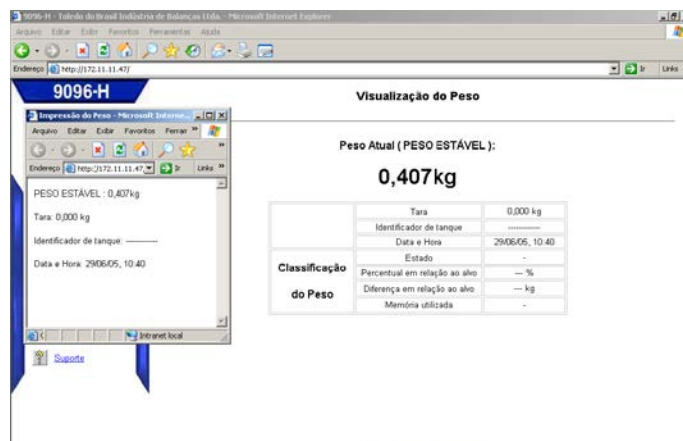 9096-H - Toledo do Brasil Indústria de Balanças Ltda. - Microsoft Internet Explorer
Arquivo Editar Exibir Favoritos Ferramentas Ajuda
Endereço http://172.11.11.47/ Ir Links
9096-H
Visualização do Peso
Impressão do Peso - Microsoft Interne...
Arquivo Editar Exibir Favoritos Ferrar »
Endereço http://172.11.11.47 Ir Links »
PESO ESTÁVEL : 0,407kg
Tara: 0,000 kg
Identificador de tanque: -----------
Data e Hora: 29/06/05, 10:40
Intranet local
Suporte
Peso Atual ( PESO ESTÁVEL ):
0,407kg
Tara 0,000 kg
Identificador de tanque -----------
Data e Hora 29/06/05, 10:40
Classificação do Peso
Estado -
Percentual em relação ao alvo --- %
Diferença em relação ao alvo --- kg
Memória utilizada -